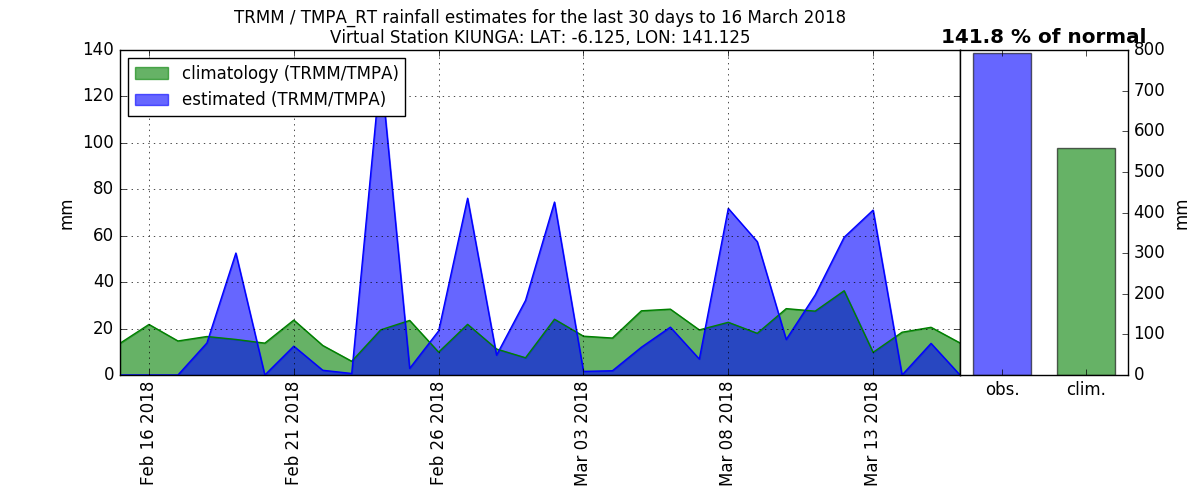 TRMM / TMPA_RT rainfall estimates for the last 30 days to 16 March 2018
Virtual Station KIUNGA: LAT: -6.125, LON: 141.125
141.8 % of normal
climatology (TRMM/TMPA)
estimated (TRMM/TMPA)
140
120
100
80
60
40
20
0
mm
Feb 16 2018
Feb 21 2018
Feb 26 2018
Mar 03 2018
Mar 08 2018
Mar 13 2018
800
700
600
500
400
300
200
100
0
mm
obs.
clim.